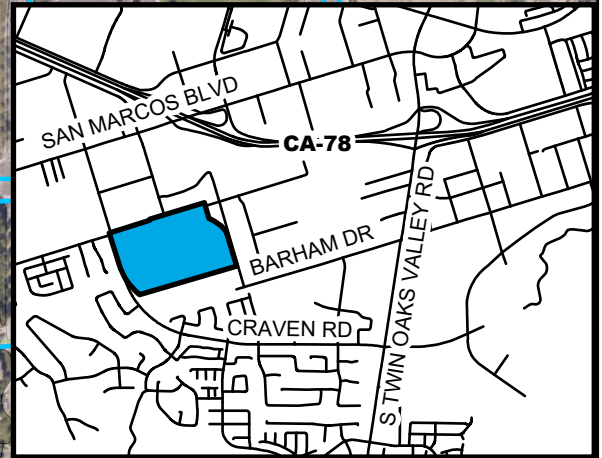 SAN MARCOS BLVD
CA-78
BARHAM DR
S TWIN OAKS VALLEY RD
CRAVEN RD